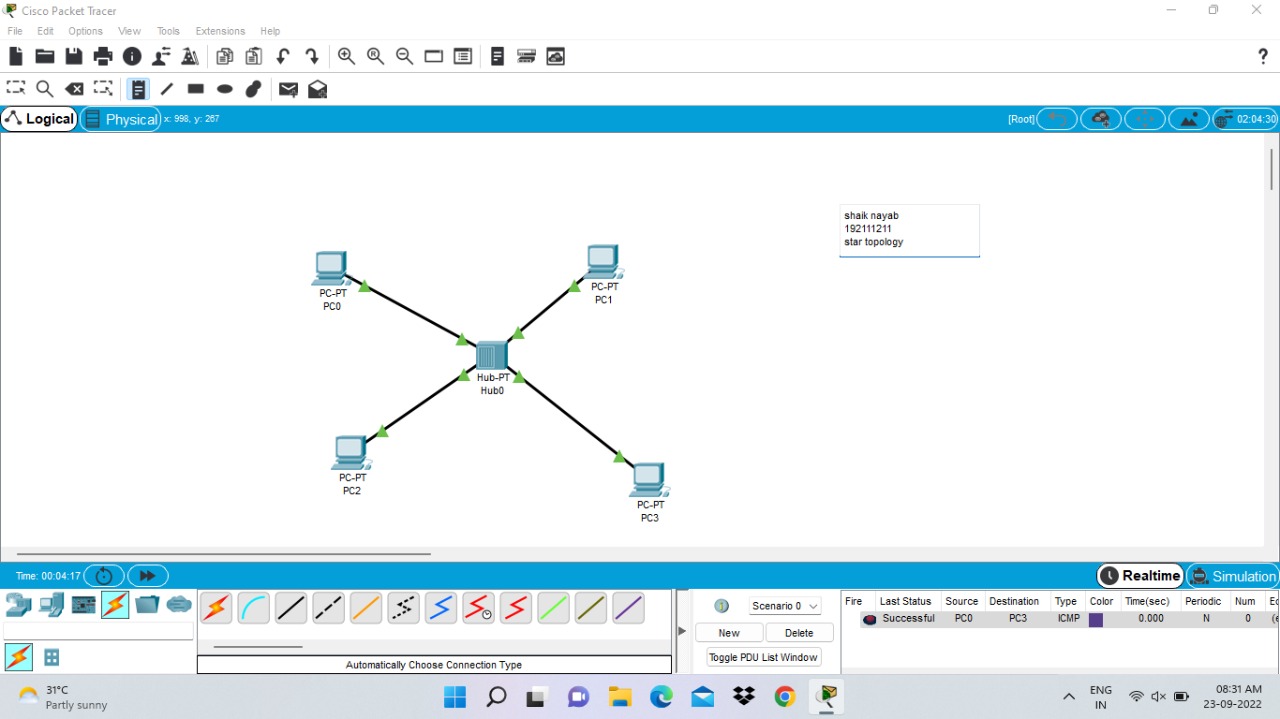 Cisco Packet Tracer
File Edit Options View Tools Extensions Help
Logical Physical x: 998, y: 267 [Root] 02:04:30
shaik nayab
192111211
star topology
PC-PT
PC0
PC-PT
PC1
Hub-PT
Hub0
PC-PT
PC2
PC-PT
PC3
Time: 00:04:17 Realtime Simulation
Scenario 0
New Delete
Toggle PDU List Window
Fire Last Status Source Destination Type Color Time(sec) Periodic Num
Successful PC0 PC3 ICMP 0.000 N 0
Automatically Choose Connection Type
31°C
Partly sunny
ENG
IN
08:31 AM
23-09-2022